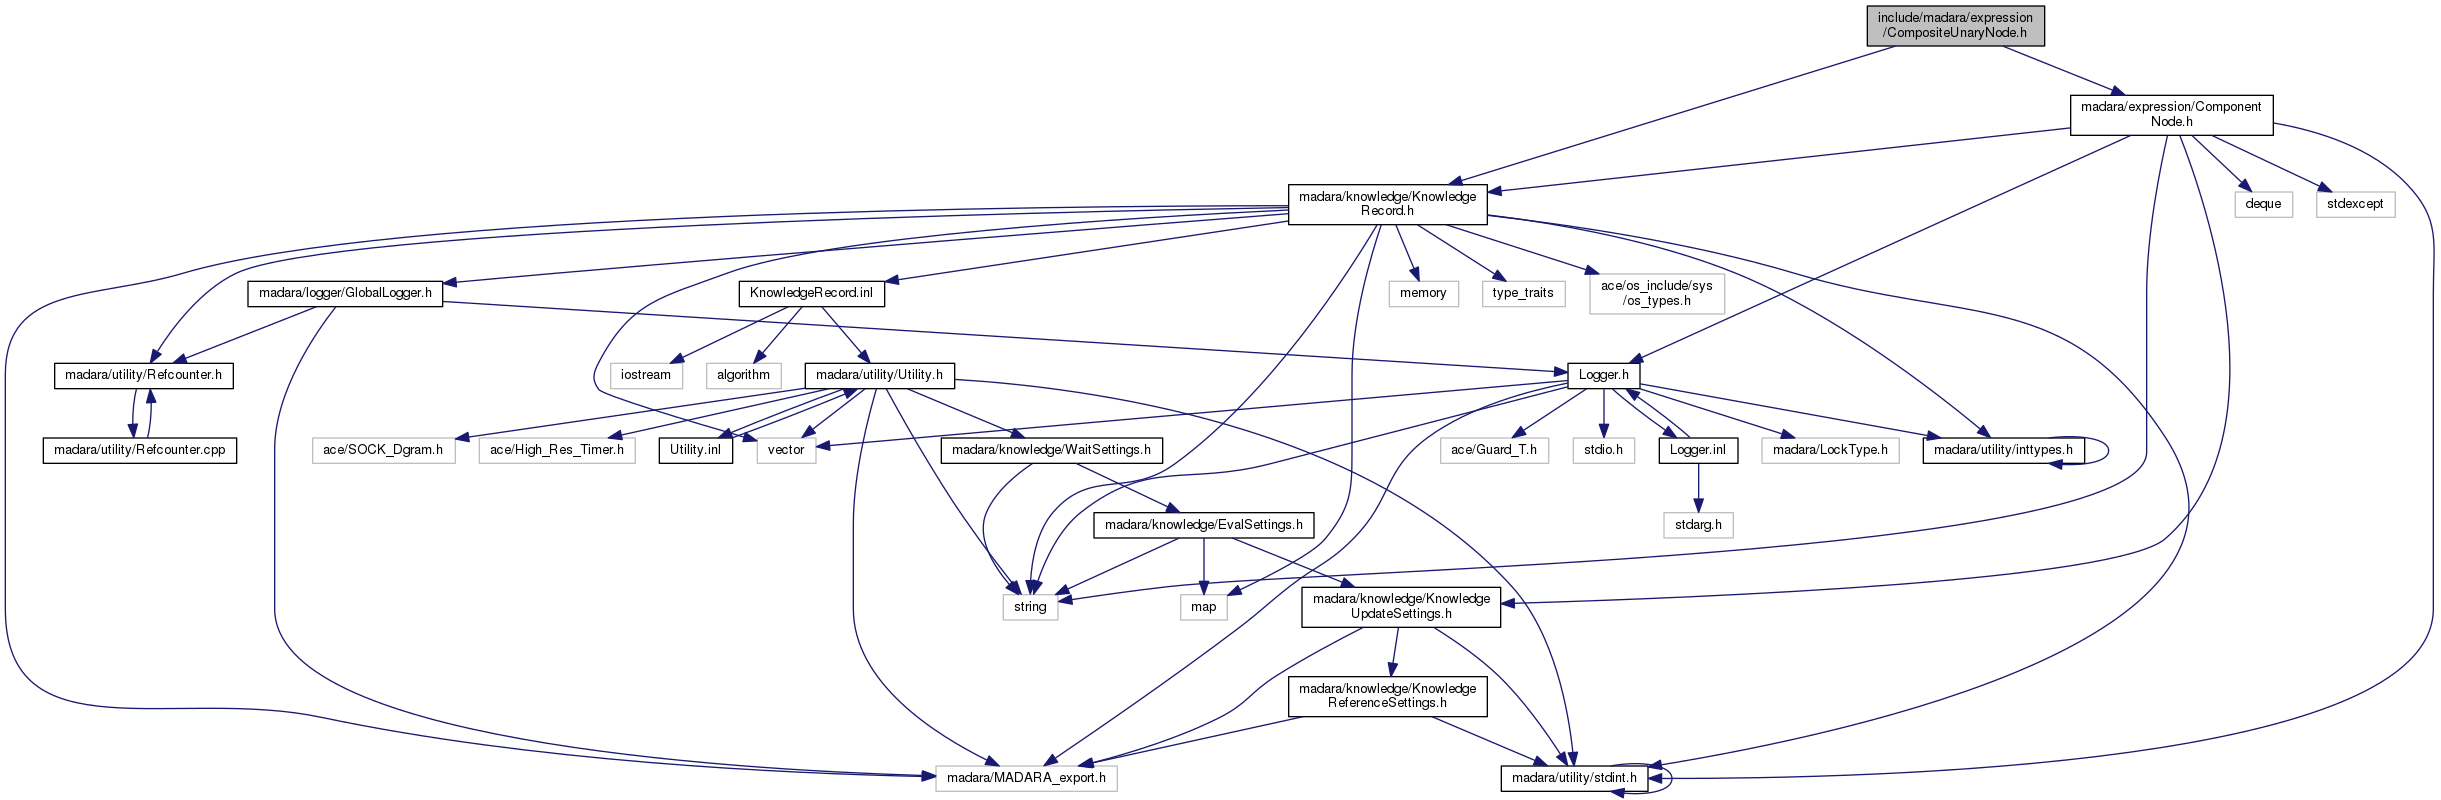 include/madara/expression
/CompositeUnaryNode.h
madara/expression/Component
Node.h
madara/knowledge/Knowledge
Record.h
deque
stdexcept
madara/logger/GlobalLogger.h
KnowledgeRecord.inl
memory
type_traits
ace/os_include/sys
/os_types.h
madara/utility/Refcounter.h
iostream
algorithm
madara/utility/Utility.h
Logger.h
madara/utility/Refcounter.cpp
ace/SOCK_Dgram.h
ace/High_Res_Timer.h
Utility.inl
vector
madara/knowledge/WaitSettings.h
ace/Guard_T.h
stdio.h
Logger.inl
madara/LockType.h
madara/utility/inttypes.h
madara/knowledge/EvalSettings.h
stdarg.h
string
map
madara/knowledge/Knowledge
UpdateSettings.h
madara/knowledge/Knowledge
ReferenceSettings.h
madara/MADARA_export.h
madara/utility/stdint.h